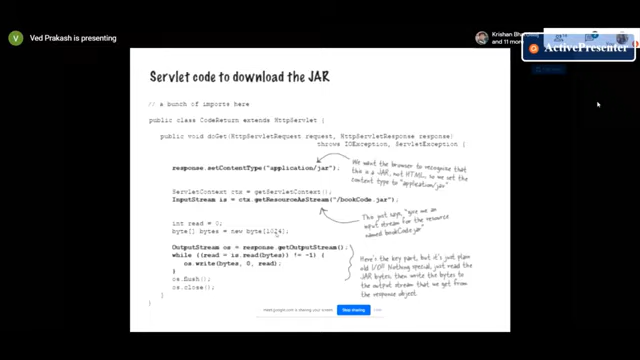 Ved Prakash is presenting
and 11 more
ActivePresenter
Servlet code to download the JAR
// a bunch of imports here
public class CodeReturn extends HttpServlet {
public void doGet(HttpServletRequest request, HttpServletResponse response)
throws IOException, ServletException {
response.setContentType("application/jar");
We want the browser to recognize that
this is a JAR, not HTML, so we set the
content type to "application/jar"
ServletContext ctx = getServletContext();
InputStream is = ctx.getResourceAsStream("/bookCode.jar");
This just says, "give me an
input stream for the resource
named bookCode.jar
int read = 0;
byte[] bytes = new byte[1024];
OutputStream os = response.getOutputStream();
while ((read = is.read(bytes)) != -1) {
os.write(bytes, 0, read);
}
os.flush();
os.close();
}
}
Here's the key part, but it's just plain
old I/O!! Nothing special, just read the
JAR bytes, then write the bytes to
the output stream that we get from
the response object
meet.google.com is sharing your screen.
Stop sharing
Hide